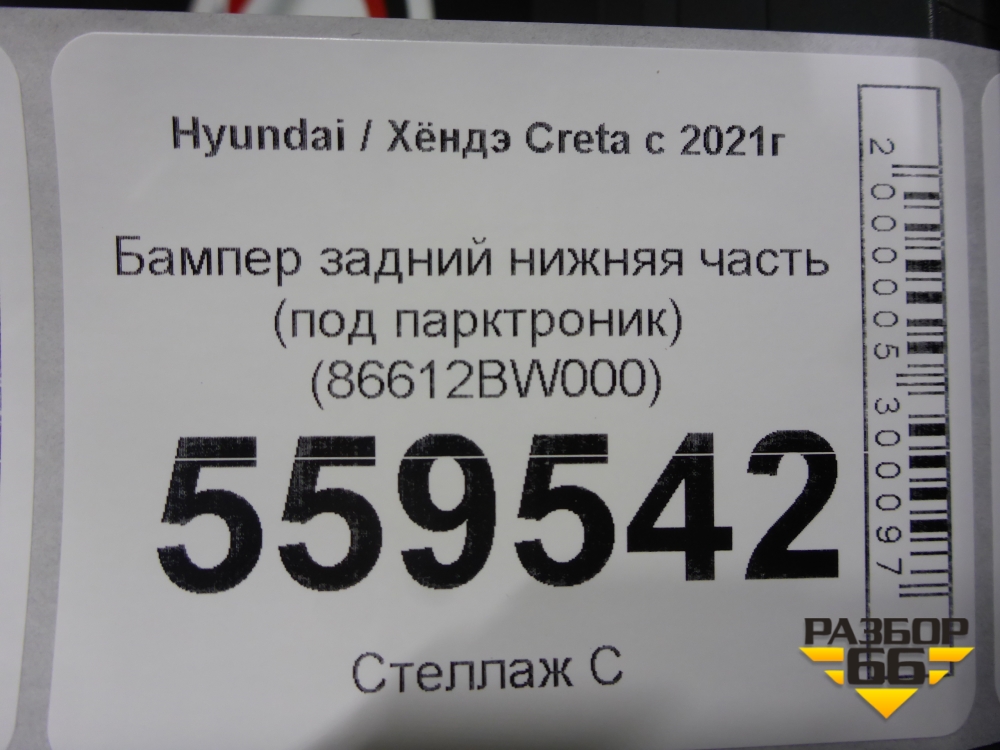 Hyundai / Хёндэ Creta с 2021г
Бампер задний нижняя часть
(под парктроник)
(86612BW000)
559542
Стеллаж С
2000005300097
РАЗБОР
66